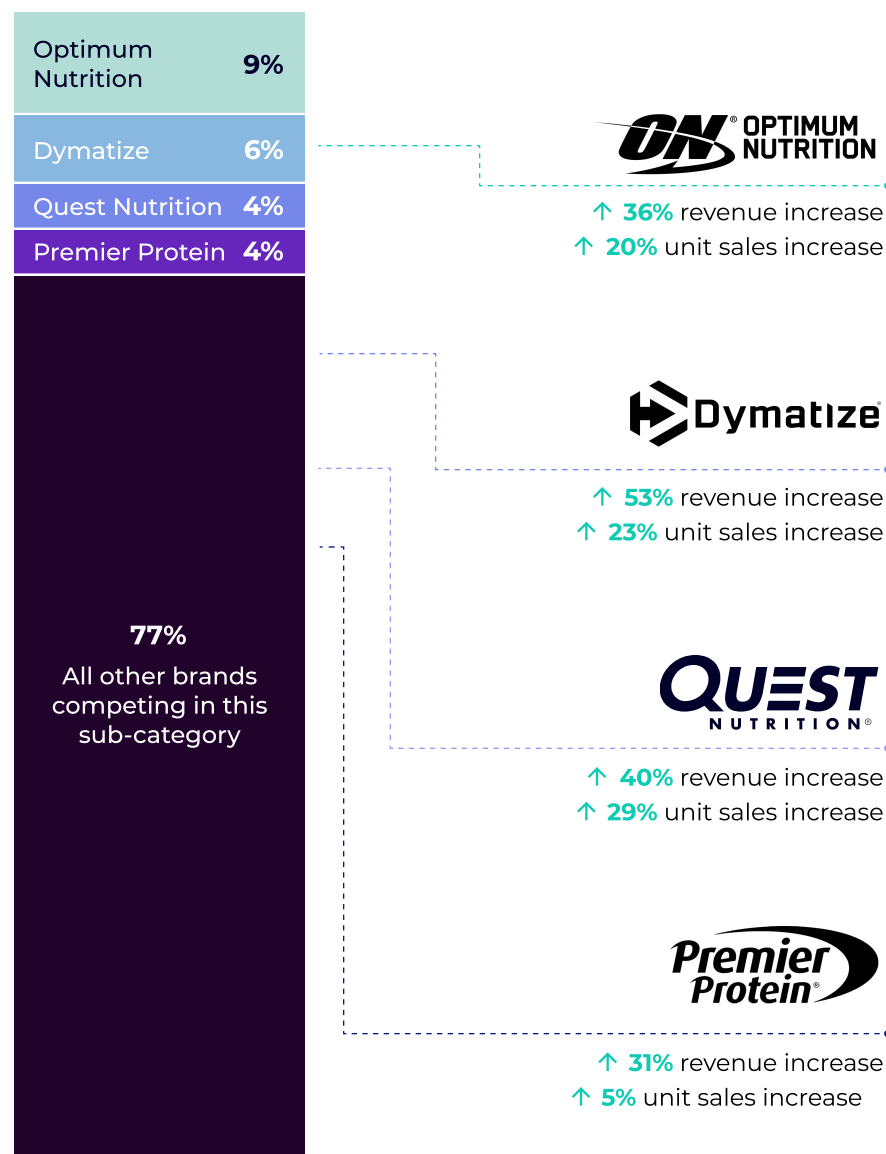 Optimum
Nutrition 9%
Dymatize 6%
Quest Nutrition 4%
Premier Protein 4%
77%
All other brands
competing in this
sub-category
ON® OPTIMUM
NUTRITION
↑ 36% revenue increase
↑ 20% unit sales increase
Dymatize®
↑ 53% revenue increase
↑ 23% unit sales increase
QUEST
NUTRITION®
↑ 40% revenue increase
↑ 29% unit sales increase
Premier
Protein®
↑ 31% revenue increase
↑ 5% unit sales increase